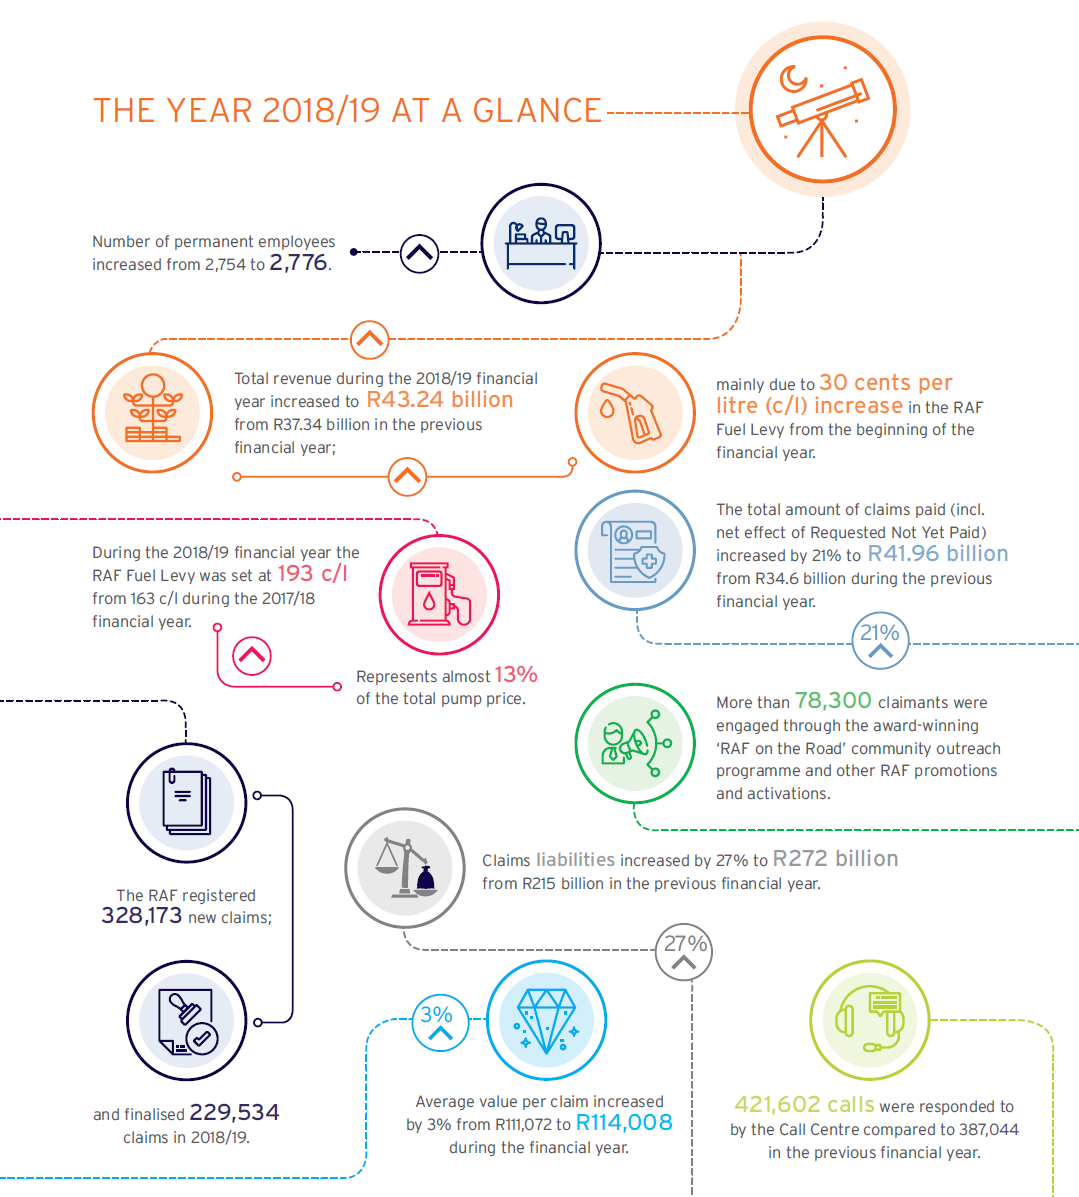 THE YEAR 2018/19 AT A GLANCE
Number of permanent employees
increased from 2,754 to 2,776.
Total revenue during the 2018/19 financial
year increased to R43.24 billion
from R37.34 billion in the previous
financial year;
mainly due to 30 cents per
litre (c/l) increase in the RAF
Fuel Levy from the beginning of the
financial year.
During the 2018/19 financial year the
RAF Fuel Levy was set at 193 c/l
from 163 c/l during the 2017/18
financial year.
Represents almost 13%
of the total pump price.
The total amount of claims paid (incl.
net effect of Requested Not Yet Paid)
increased by 21% to R41.96 billion
from R34.6 billion during the previous
financial year.
21%
More than 78,300 claimants were
engaged through the award-winning
‘RAF on the Road’ community outreach
programme and other RAF promotions
and activations.
The RAF registered
328,173 new claims;
and finalised 229,534
claims in 2018/19.
Claims liabilities increased by 27% to R272 billion
from R215 billion in the previous financial year.
27%
3%
Average value per claim increased
by 3% from R111,072 to R114,008
during the financial year.
421,602 calls were responded to
by the Call Centre compared to 387,044
in the previous financial year.